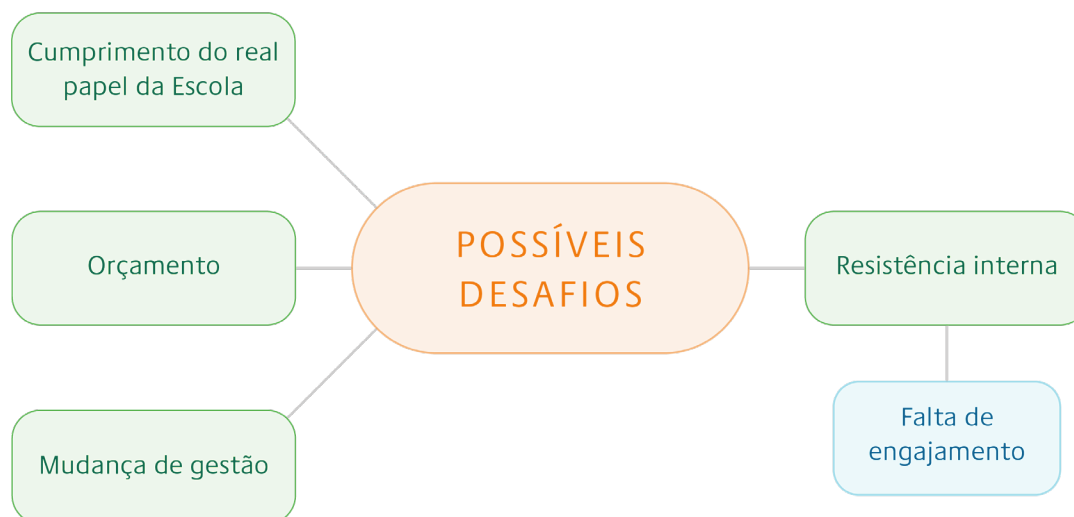 Cumprimento do real
papel da Escola
Orçamento
Mudança de gestão
POSSÍVEIS
DESAFIOS
Resistência interna
Falta de
engajamento